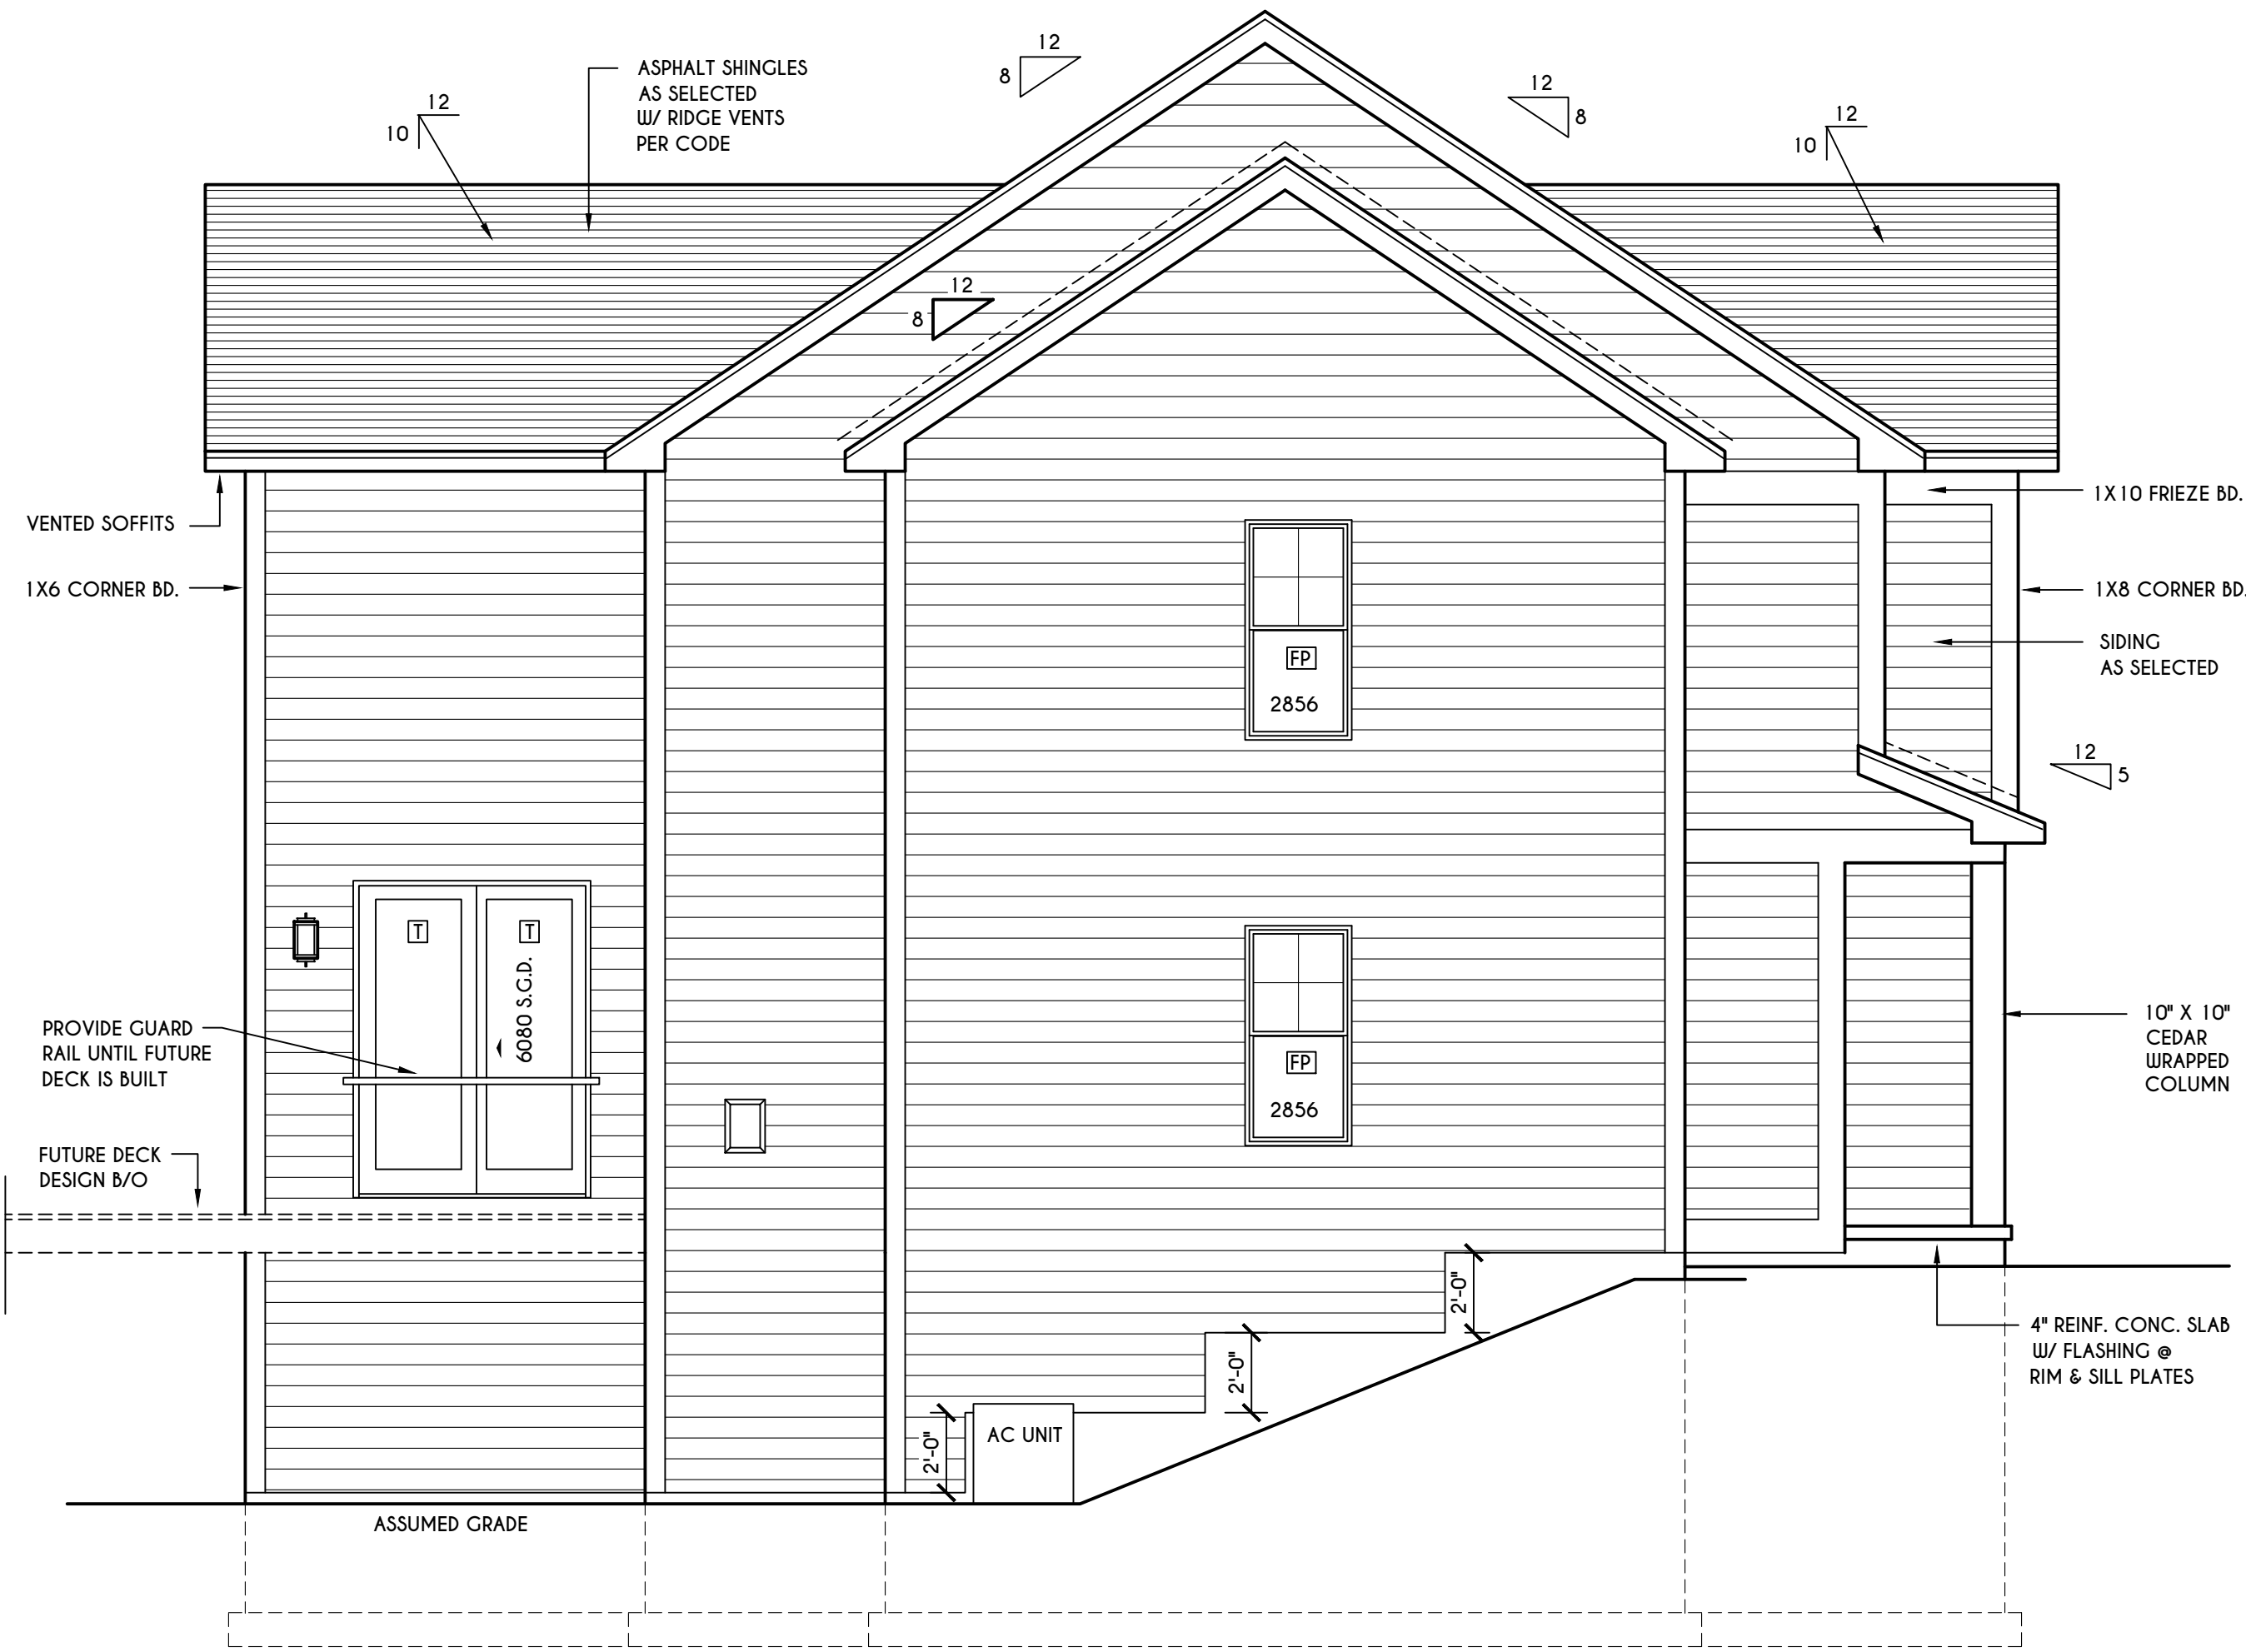 12
8
12
8
12
10
ASPHALT SHINGLES
AS SELECTED
W/ RIDGE VENTS
PER CODE
12
10
12
8
VENTED SOFFITS
1X6 CORNER BD.
1X10 FRIEZE BD.
1X8 CORNER BD.
SIDING
AS SELECTED
FP
2856
12
5
T
T
6080 S.G.D.
PROVIDE GUARD
RAIL UNTIL FUTURE
DECK IS BUILT
FP
2856
10" X 10"
CEDAR
WRAPPED
COLUMN
FUTURE DECK
DESIGN B/O
2'-0"
2'-0"
2'-0"
AC UNIT
4" REINF. CONC. SLAB
W/ FLASHING @
RIM & SILL PLATES
ASSUMED GRADE